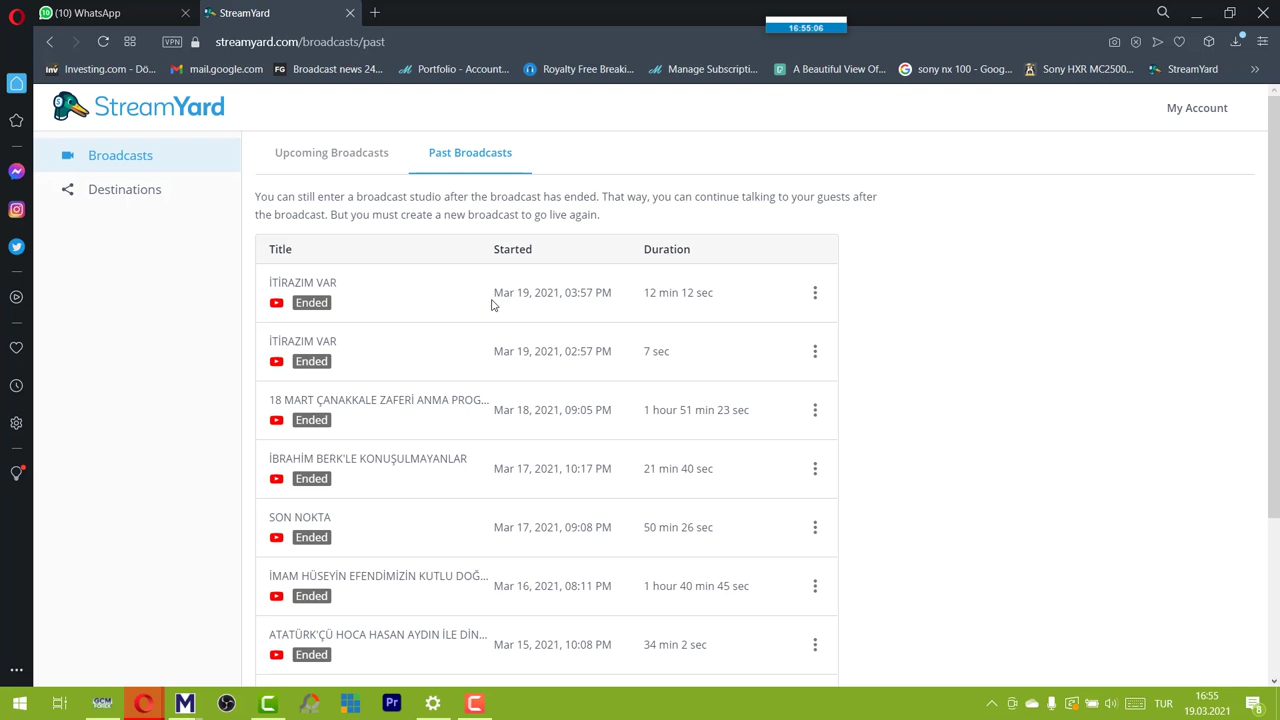 WhatsApp
StreamYard
16:55:06
VPN
streamyard.com/broadcasts/past
Investing.com - Dö...
mail.google.com
Broadcast news 24...
Portfolio - Account...
Royalty Free Breaki...
Manage Subscripti...
A Beautiful View Of...
sony nx 100 - Goog...
Sony HXR MC2500...
StreamYard
StreamYard
My Account
Broadcasts
Destinations
Upcoming Broadcasts
Past Broadcasts
You can still enter a broadcast studio after the broadcast has ended. That way, you can continue talking to your guests after
the broadcast. But you must create a new broadcast to go live again.
Title Started Duration
İTİRAZIM VAR
Ended
Mar 19, 2021, 03:57 PM
12 min 12 sec
İTİRAZIM VAR
Ended
Mar 19, 2021, 02:57 PM
7 sec
18 MART ÇANAKKALE ZAFERİ ANMA PROG...
Ended
Mar 18, 2021, 09:05 PM
1 hour 51 min 23 sec
İBRAHİM BERK'LE KONUŞULMAYANLAR
Ended
Mar 17, 2021, 10:17 PM
21 min 40 sec
SON NOKTA
Ended
Mar 17, 2021, 09:08 PM
50 min 26 sec
İMAM HÜSEYİN EFENDİMİZİN KUTLU DOĞ...
Ended
Mar 16, 2021, 08:11 PM
1 hour 40 min 45 sec
ATATÜRK'ÇÜ HOCA HASAN AYDIN İLE DİN...
Ended
Mar 15, 2021, 10:08 PM
34 min 2 sec
TUR
16:55
19.03.2021
8